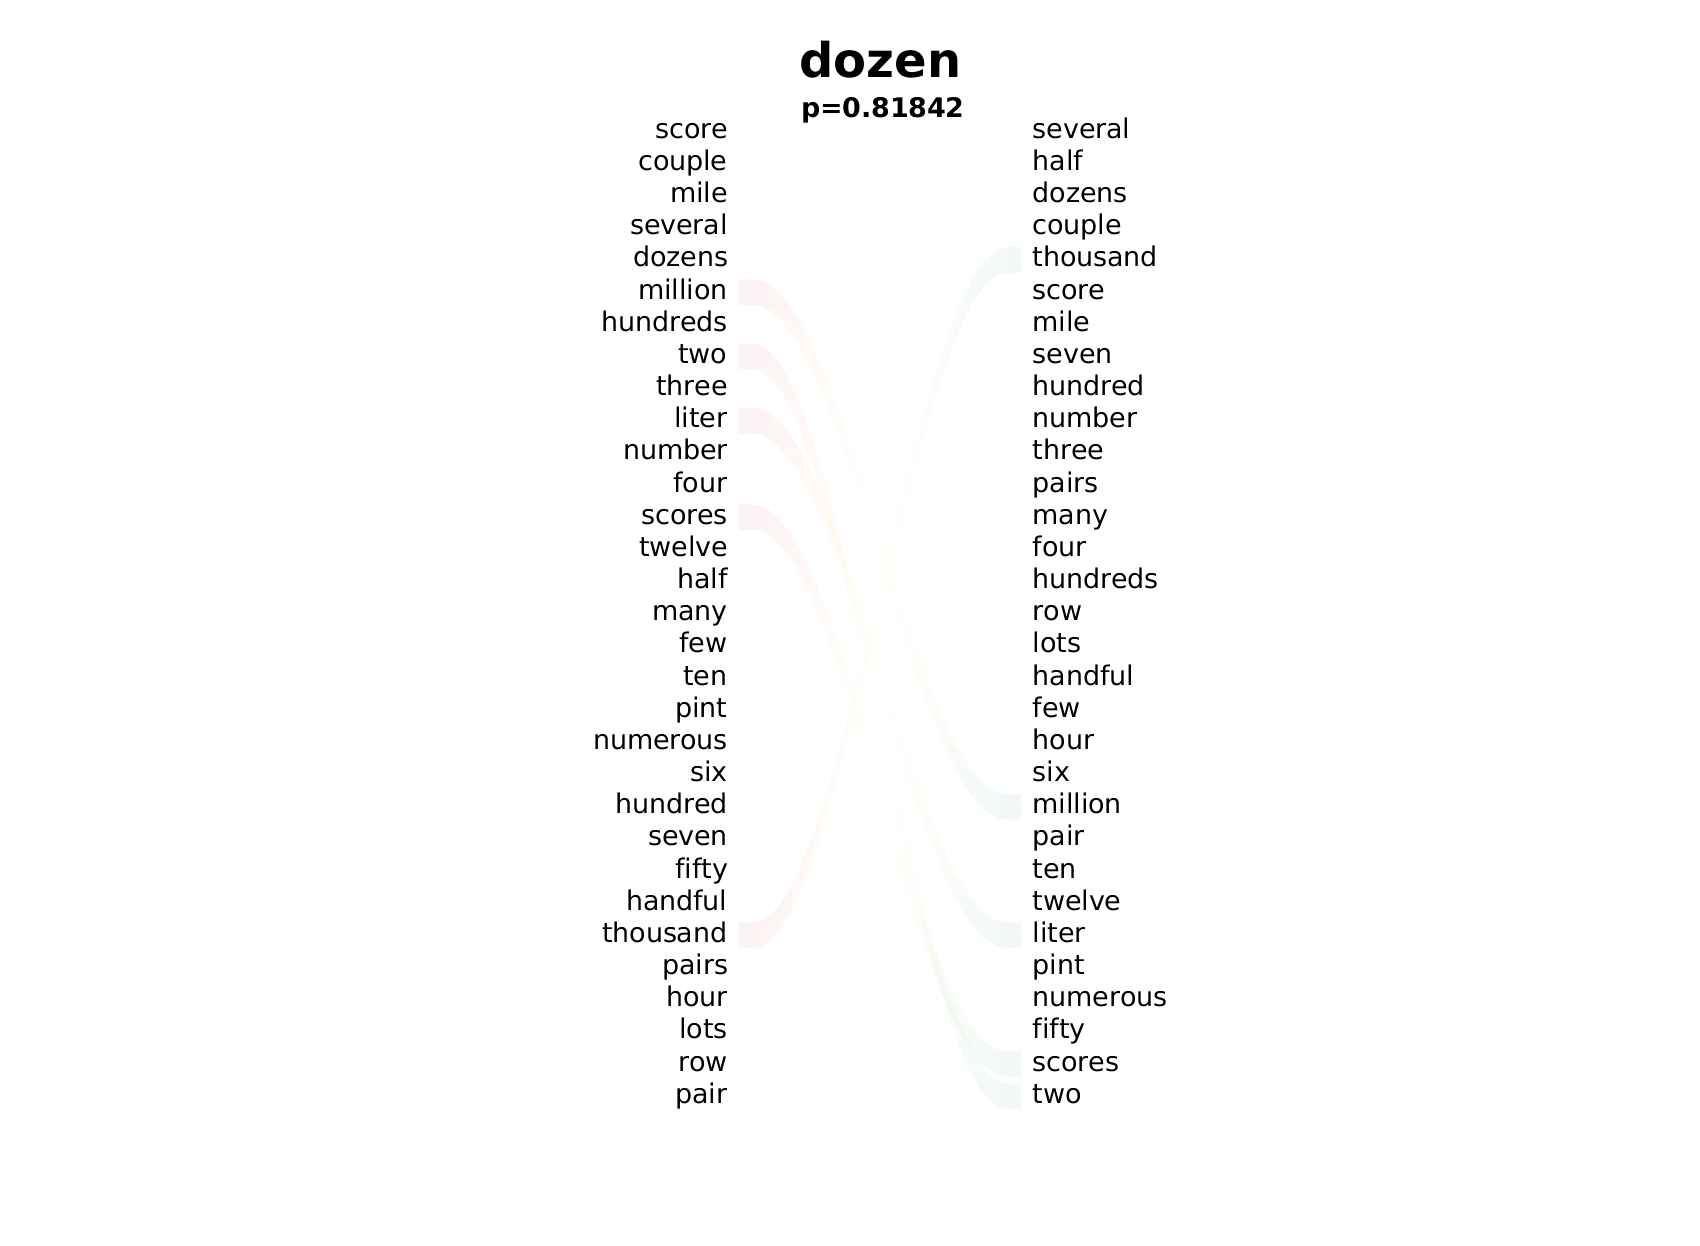 dozen
p=0.81842
score several
couple half
mile dozens
several couple
dozens thousand
million score
hundreds mile
two seven
three hundred
liter number
number three
four pairs
scores many
twelve four
half hundreds
many row
few lots
ten handful
pint few
numerous hour
six six
hundred million
seven pair
fifty ten
handful twelve
thousand liter
pairs pint
hour numerous
lots fifty
row scores
pair two